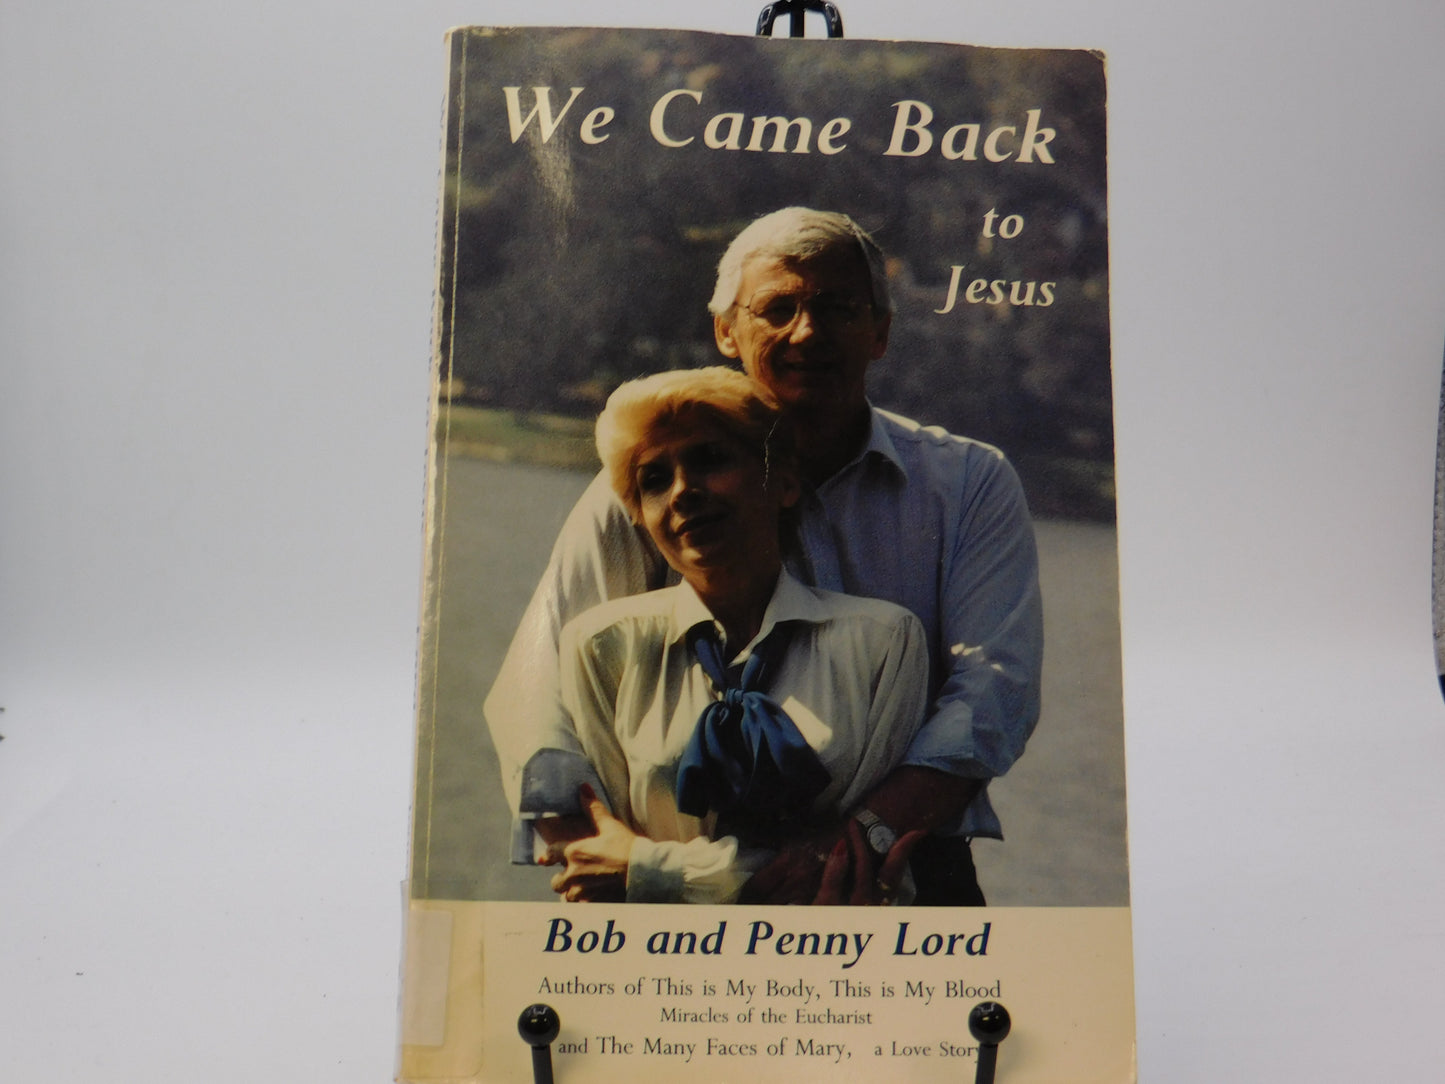 We Came Back
to
Jesus
Bob and Penny Lord
Authors of This is My Body, This is My Blood
Miracles of the Eucharist
and The Many Faces of Mary, a Love Story